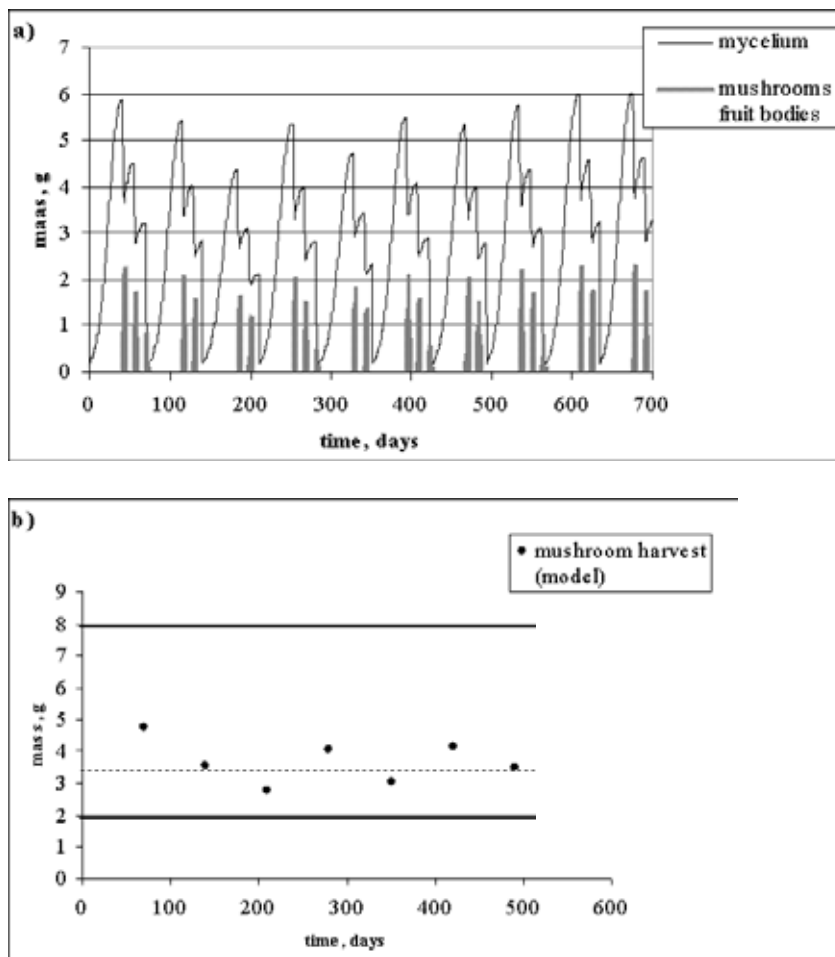 a)
mycelium
mushrooms
fruit bodies
7
6
5
4
3
2
1
0
maas, g
0 100 200 300 400 500 600 700
time, days
b)
mushroom harvest
(model)
9
8
7
6
5
4
3
2
1
0
mass, g
0 100 200 300 400 500 600
time, days